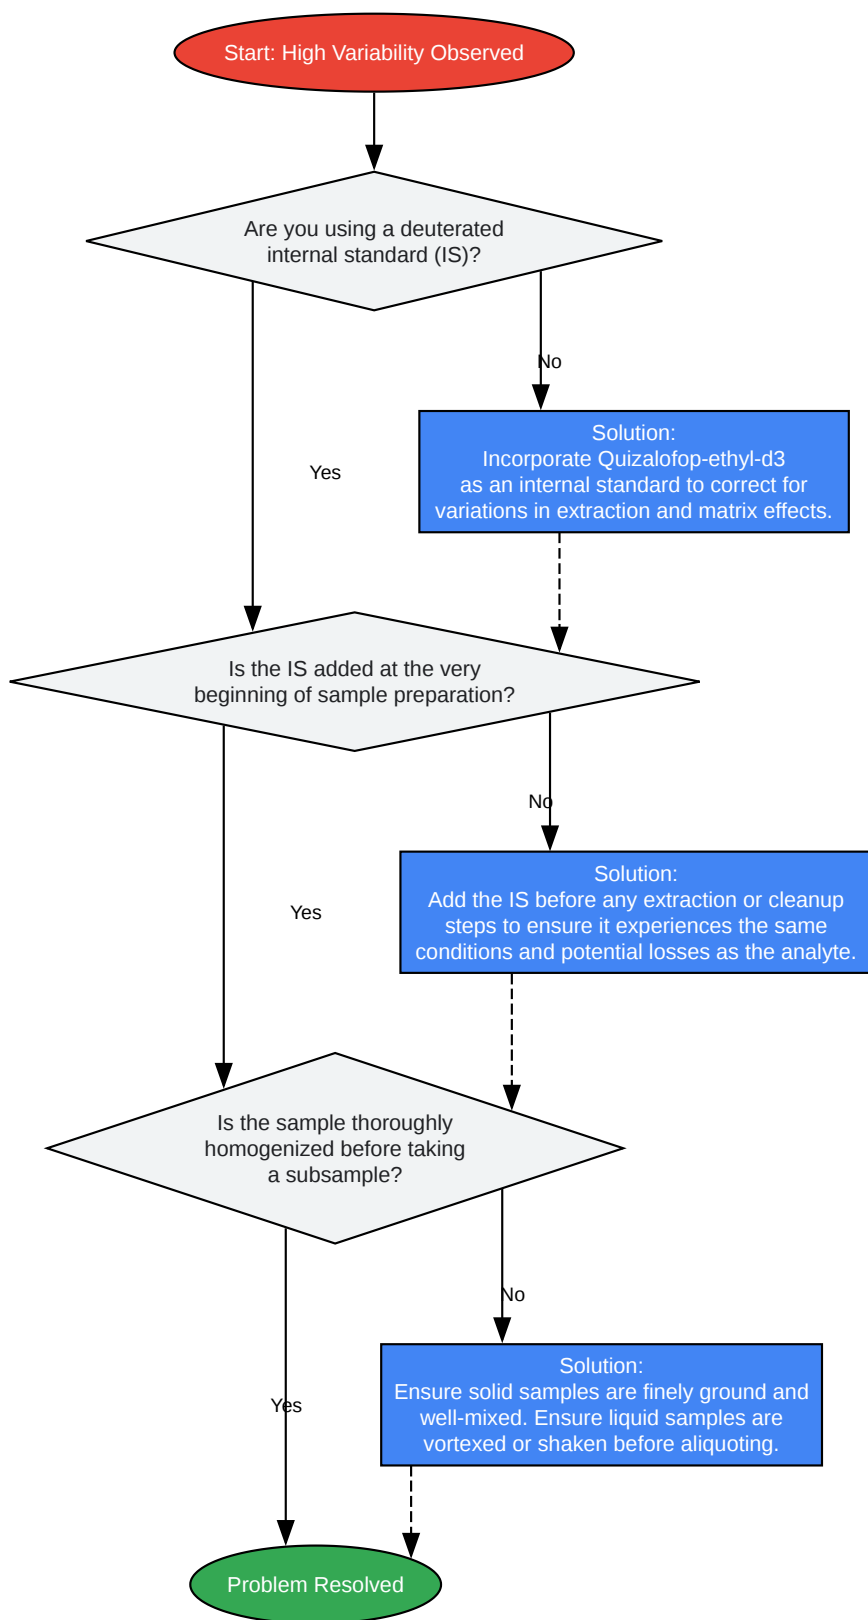 Start: High Variability Observed
Are you using a deuterated
internal standard (IS)?
No
Solution:
Incorporate Quizalofop-ethyl-d3
as an internal standard to correct for
variations in extraction and matrix effects.
Yes
Is the IS added at the very
beginning of sample preparation?
No
Solution:
Add the IS before any extraction or cleanup
steps to ensure it experiences the same
conditions and potential losses as the analyte.
Yes
Is the sample thoroughly
homogenized before taking
a subsample?
No
Solution:
Ensure solid samples are finely ground and
well-mixed. Ensure liquid samples are
vortexed or shaken before aliquoting.
Yes
Problem Resolved